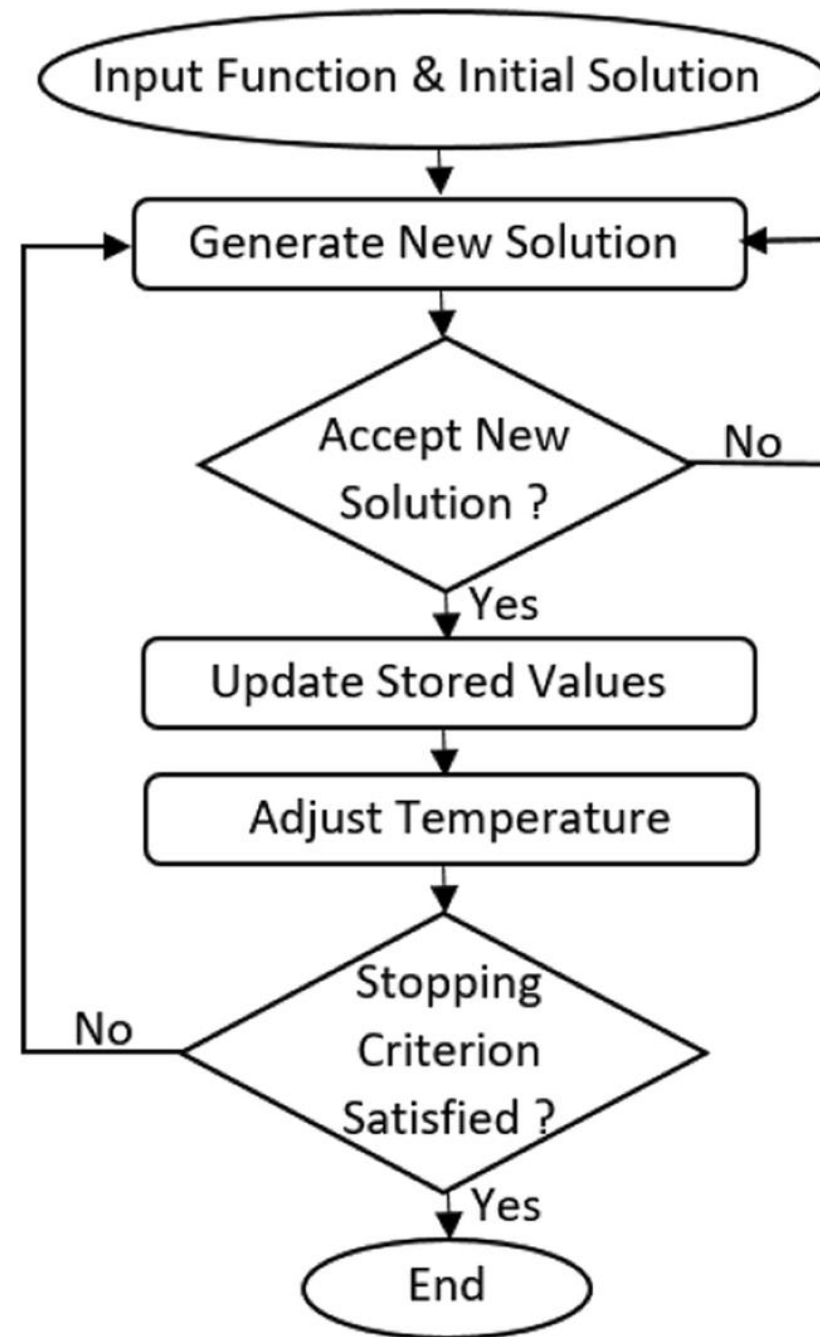 Input Function & Initial Solution
Generate New Solution
Accept New
Solution ?
No
Yes
Update Stored Values
Adjust Temperature
Stopping
Criterion
Satisfied ?
No
Yes
End